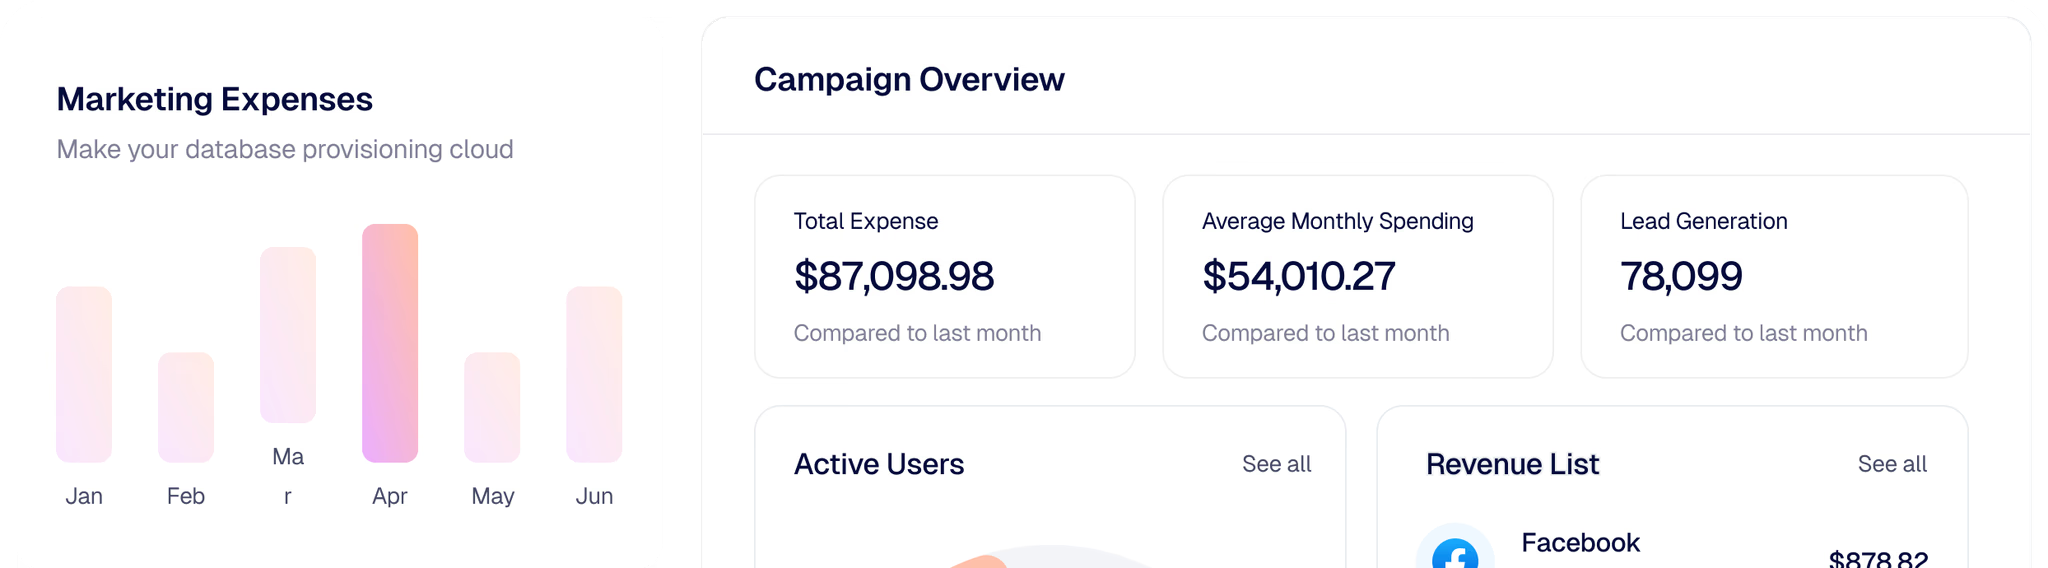 Marketing Expenses
Make your database provisioning cloud
Jan
Feb
Ma
r
Apr
May
Jun
Campaign Overview
Total Expense
$87,098.98
Compared to last month
Average Monthly Spending
$54,010.27
Compared to last month
Lead Generation
78,099
Compared to last month
Active Users
See all
Revenue List
See all
Facebook
$878.82